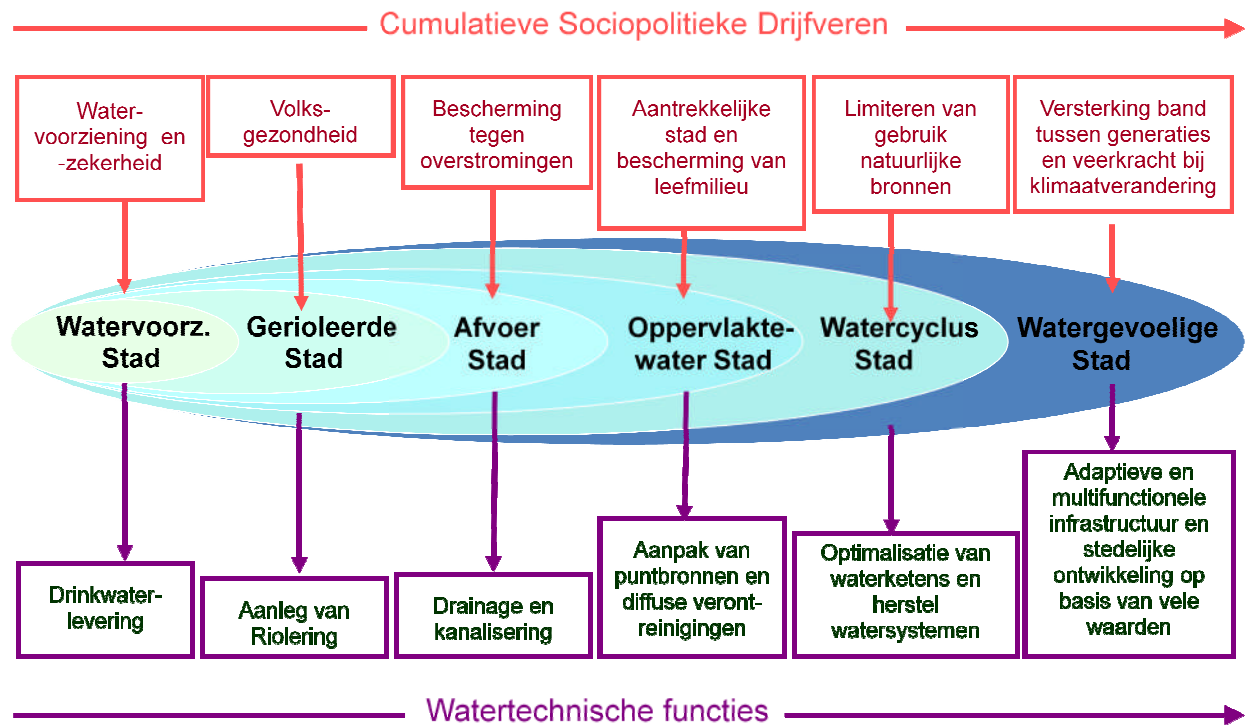 Cumulatieve Sociopolitieke Drijfveren
Water-
voorziening en
-zekerheid
Volks-
gezondheid
Bescherming
tegen
overstromingen
Aantrekkelijke
stad en
bescherming van
leefmilieu
Limiteren van
gebruik
natuurlijke
bronnen
Versterking band
tussen generaties
en veerkracht bij
klimaatverandering
Watervoorz.
Stad
Gerioleerde
Stad
Afvoer
Stad
Oppervlakte-
water Stad
Watercyclus
Stad
Watergevoelige
Stad
Drinkwater-
levering
Aanleg van
Riolering
Drainage en
kanalisering
Aanpak van
puntbronnen en
diffuse veront-
reinigingen
Optimalisatie van
waterketens en
herstel
watersystemen
Adaptieve en
multifunctionele
infrastructuur en
stedelijke
ontwikkeling op
basis van vele
waarden
Watertechnische functies